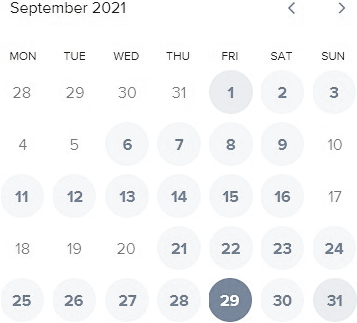 September 2021
MON TUE WED THU FRI SAT SUN
28 29 30 31 1 2 3
4 5 6 7 8 9 10
11 12 13 14 15 16 17
18 19 20 21 22 23 24
25 26 27 28 29 30 31